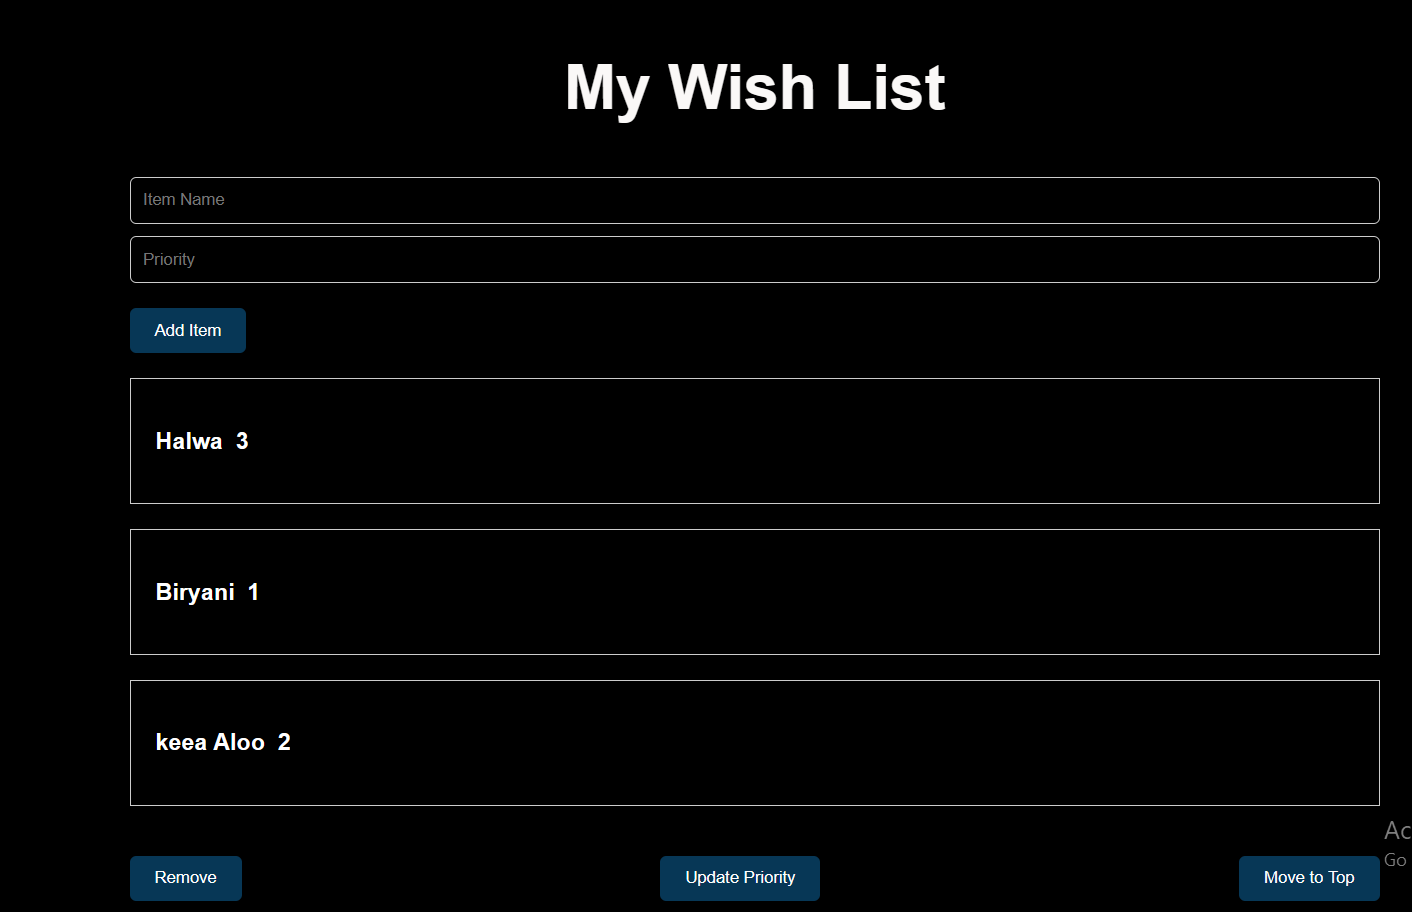 My Wish List
Item Name
Priority
Add Item
Halwa 3
Biryani 1
keea Aloo 2
Ac
Go
Remove Update Priority Move to Top